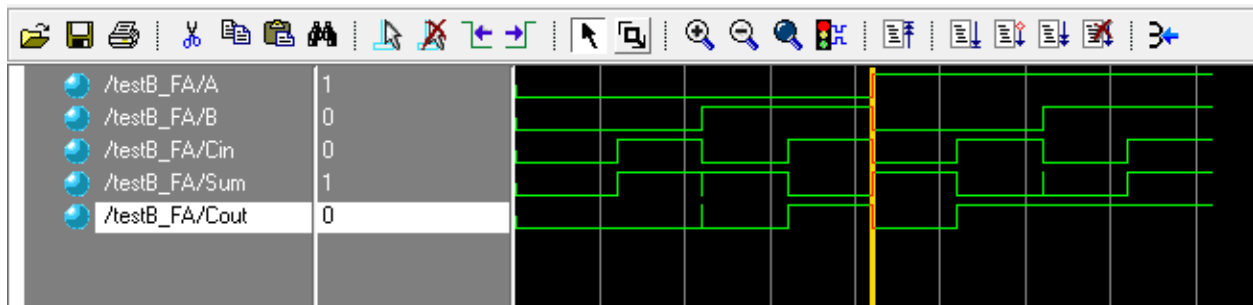 /testB_FA/A 1
/testB_FA/B 0
/testB_FA/Cin 0
/testB_FA/Sum 1
/testB_FA/Cout 0